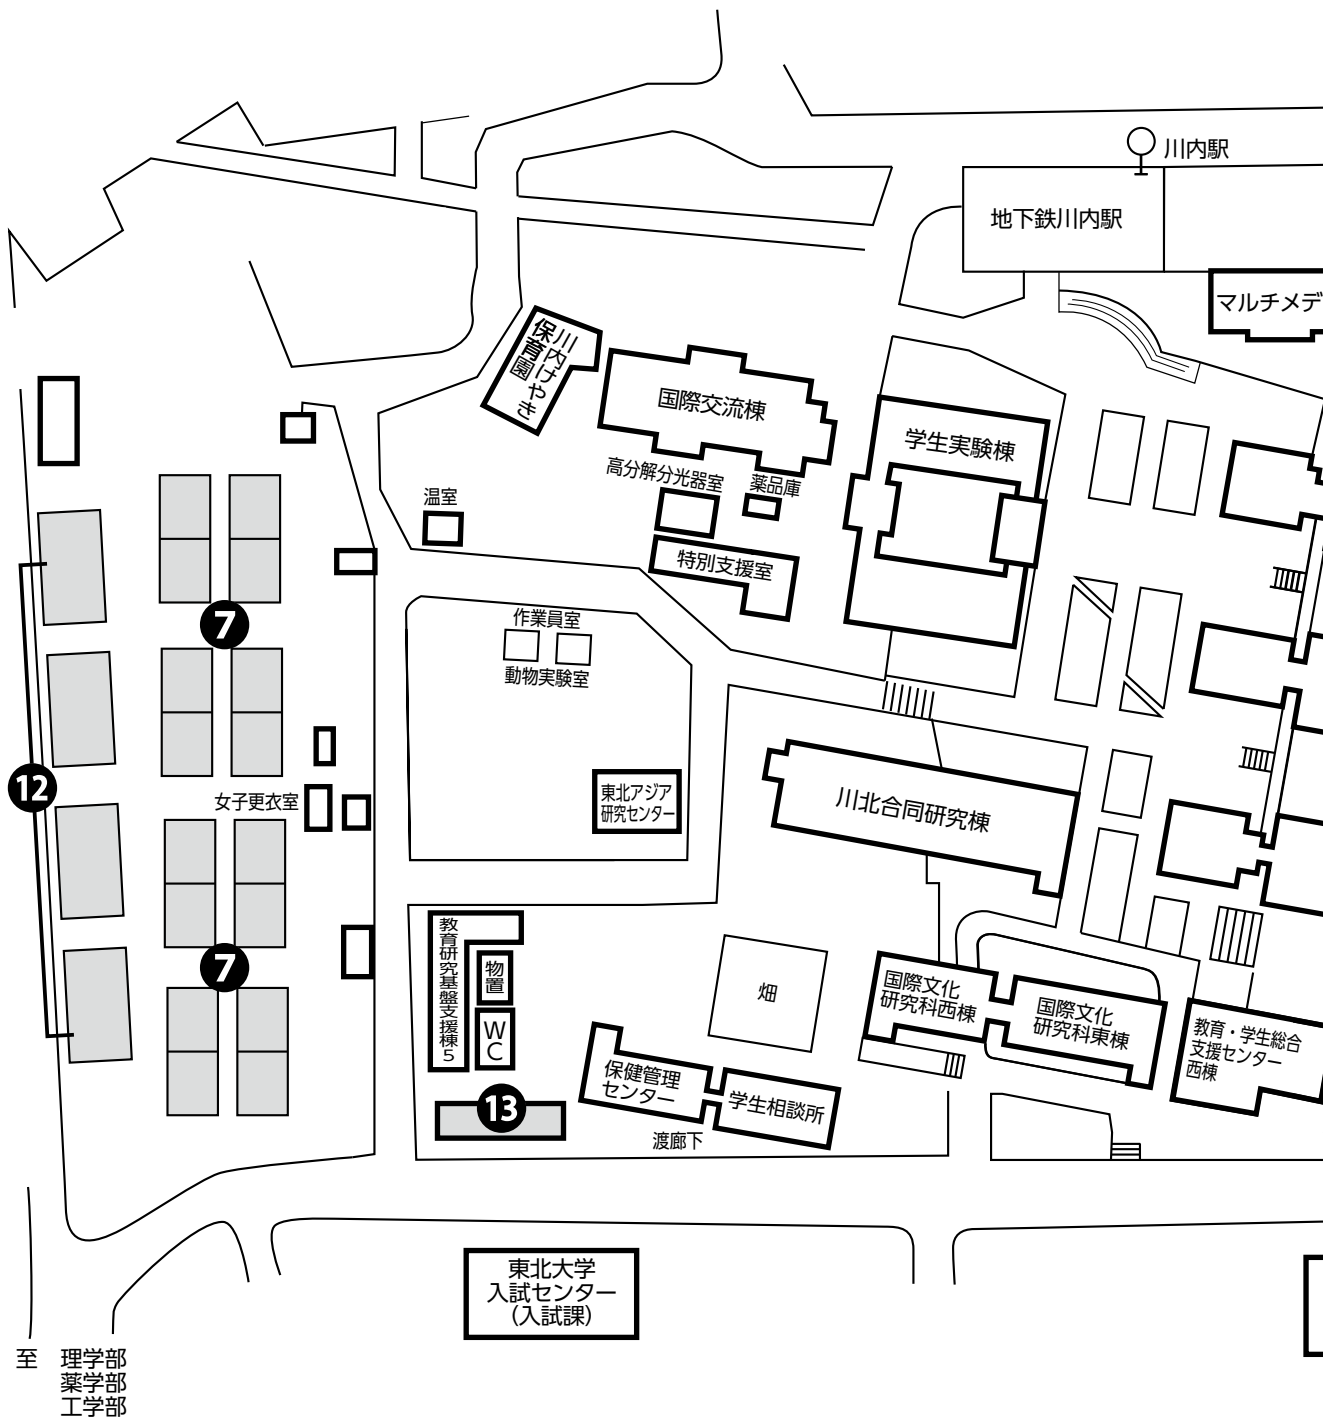 川内駅
地下鉄川内駅
マルチメデ
川内けやき
保育園
国際交流棟
学生実験棟
高分解分光器室
薬品庫
温室
特別支援室
7
作業員室
動物実験室
12
女子更衣室
東北アジア
研究センター
川北合同研究棟
7
教育研究基盤支援棟5
物置
WC
畑
国際文化
研究科西棟
国際文化
研究科東棟
教育・学生総合
支援センター
西棟
13
保健管理
センター
学生相談所
渡廊下
東北大学
入試センター
(入試課)
至 理学部
薬学部
工学部